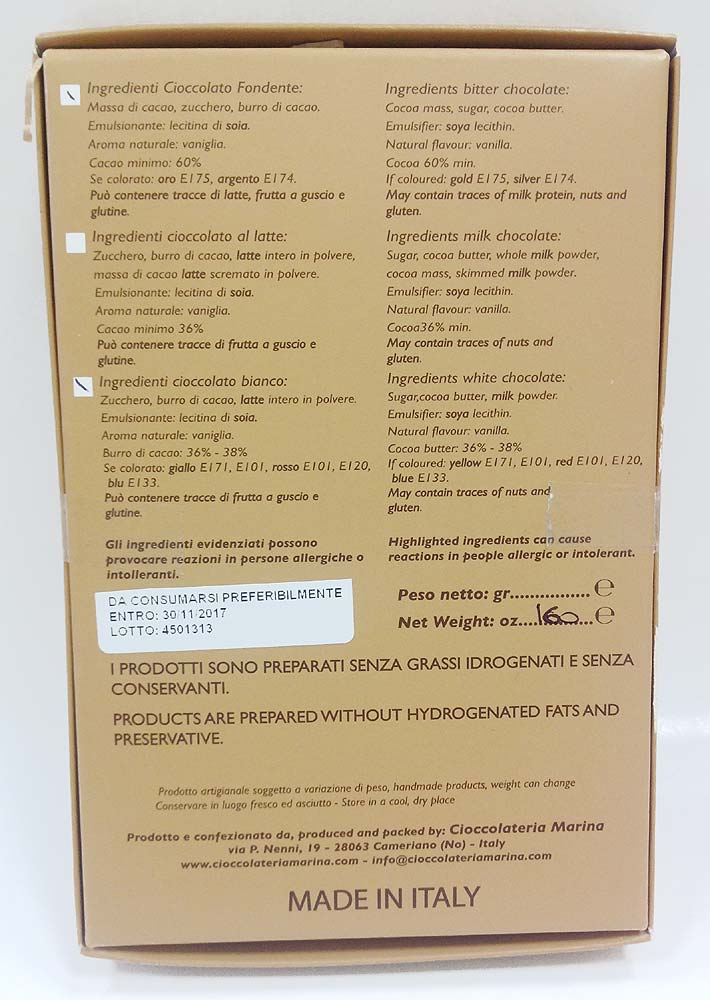 Ingredienti Cioccolato Fondente:
Massa di cacao, zucchero, burro di cacao.
Emulsionante: lecitina di soia.
Aroma naturale: vaniglia.
Cacao minimo: 60%
Se colorato: oro E175, argento E174.
Può contenere tracce di latte, frutta a guscio e
glutine.
Ingredienti cioccolato al latte:
Zucchero, burro di cacao, latte intero in polvere,
massa di cacao latte scremato in polvere.
Emulsionante: lecitina di soia.
Aroma naturale: vaniglia.
Cacao minimo 36%
Può contenere tracce di frutta a guscio e
glutine.
Ingredienti cioccolato bianco:
Zucchero, burro di cacao, latte intero in polvere.
Emulsionante: lecitina di soia.
Aroma naturale: vaniglia.
Burro di cacao: 36% - 38%
Se colorato: giallo E171, E101, rosso E101, E120,
blu E133.
Può contenere tracce di frutta a guscio e
glutine.
Gli ingredienti evidenziati possono
provocare reazioni in persone allergiche o
intolleranti.
Ingredients bitter chocolate:
Cocoa mass, sugar, cocoa butter.
Emulsifier: soya lecithin.
Natural flavour: vanilla.
Cocoa 60% min.
If coloured: gold E175, silver E174.
May contain traces of milk protein, nuts and
gluten.
Ingredients milk chocolate:
Sugar, cocoa butter, whole milk powder,
cocoa mass, skimmed milk powder.
Emulsifier: soya lecithin.
Natural flavour: vanilla.
Cocoa36% min.
May contain traces of nuts and
gluten.
Ingredients white chocolate:
Sugar,cocoa butter, milk powder.
Emulsifier: soya lecithin.
Natural flavour: vanilla.
Cocoa butter: 36% - 38%
If coloured: yellow E171, E101, red E101, E120,
blue E133.
May contain traces of nuts and
gluten.
Highlighted ingredients can cause
reactions in people allergic or intolerant.
DA CONSUMARSI PREFERIBILMENTE
ENTRO: 30/11/2017
LOTTO: 4501313
Peso netto: gr................ e
Net Weight: oz....160...e
I PRODOTTI SONO PREPARATI SENZA GRASSI IDROGENATI E SENZA
CONSERVANTI.
PRODUCTS ARE PREPARED WITHOUT HYDROGENATED FATS AND
PRESERVATIVE.
Prodotto artigianale soggetto a variazione di peso, handmade products, weight can change
Conservare in luogo fresco ed asciutto - Store in a cool, dry place
Prodotto e confezionato da, produced and packed by: Cioccolateria Marina
via P. Nenni, 19 - 28063 Cameriano (No) - Italy
www.cioccolateriamarina.com - info@cioccolateriamarina.com
MADE IN ITALY